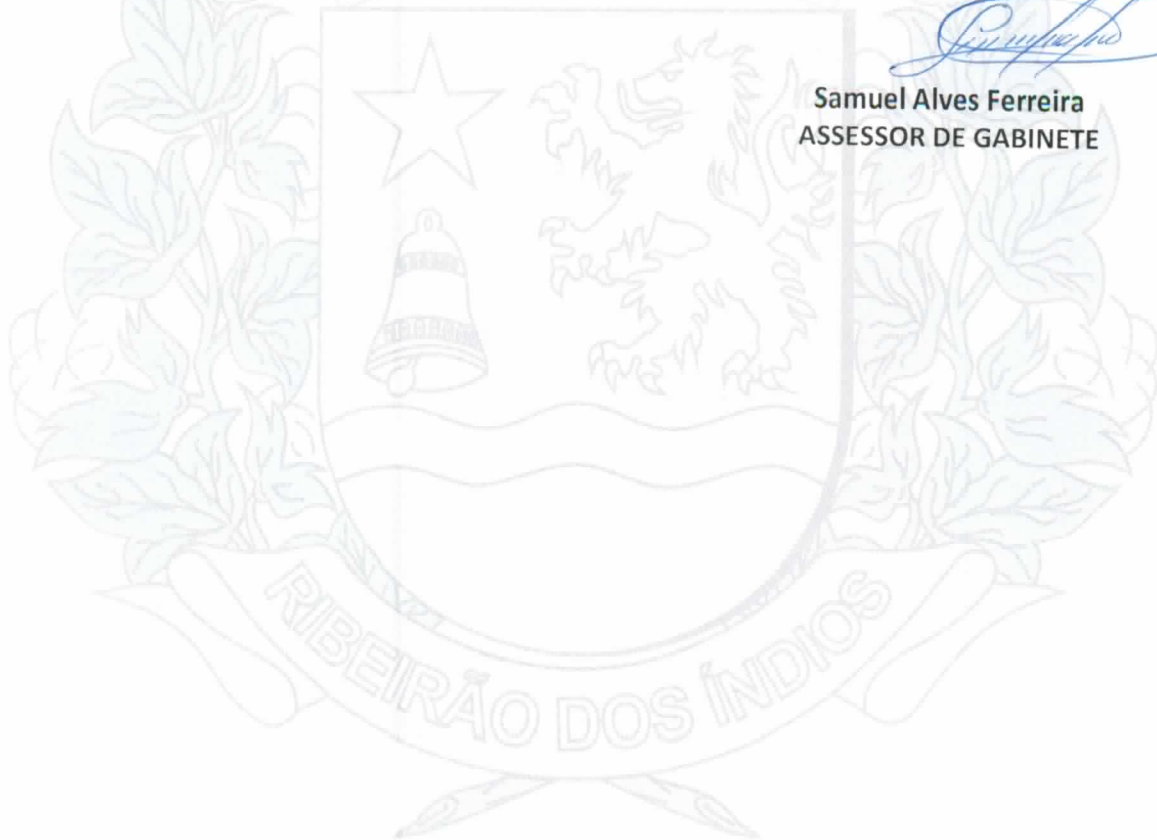 Samuel Alves Ferreira
ASSESSOR DE GABINETE
RIBEIRÃO DOS ÍNDIOS